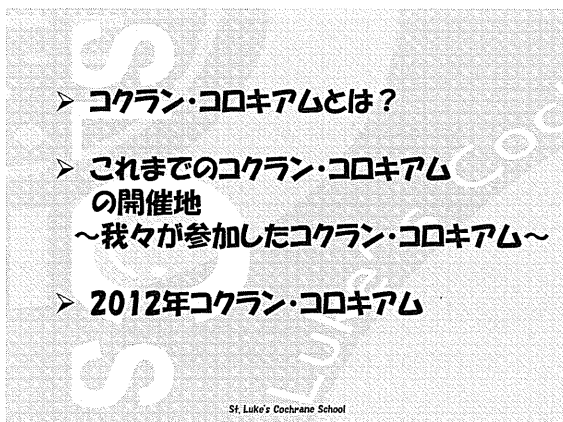 ➢ コクラン・コロキアムとは？
➢ これまでのコクラン・コロキアム
の開催地
～我々が参加したコクラン・コロキアム～
➢ 2012年コクラン・コロキアム
St. Luke's Cochrane School